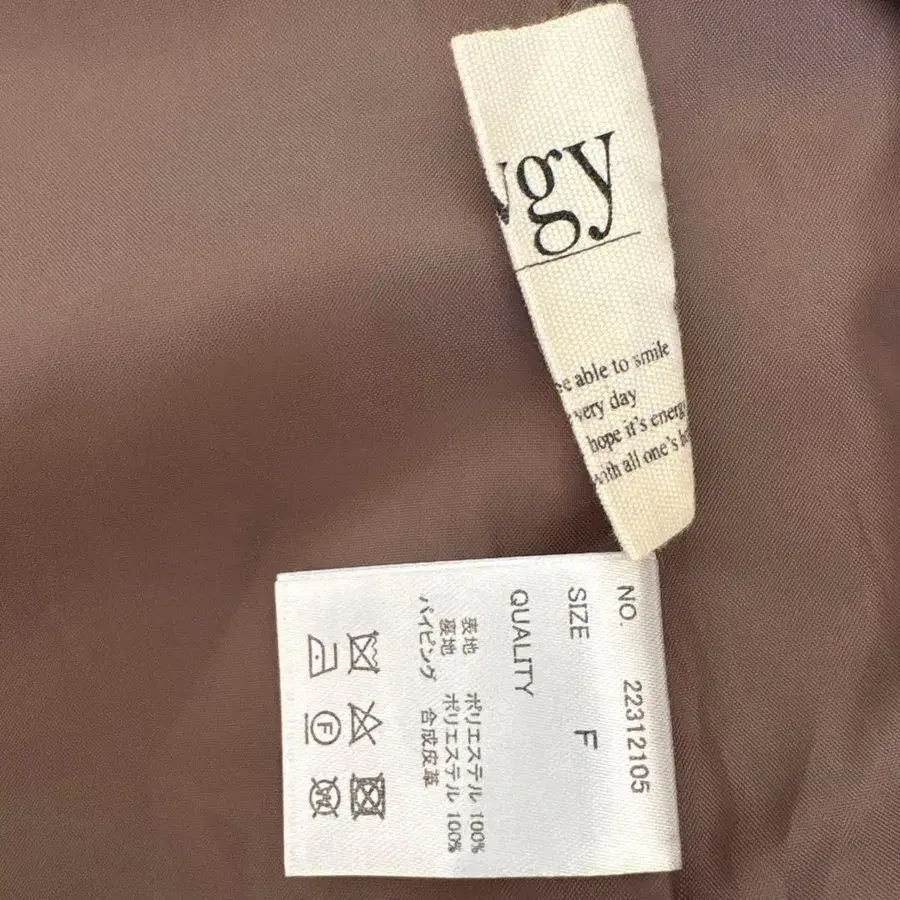 gy
able to smile
very day
hope it's energ
with all one's
NO. 22312105
SIZE F
QUALITY
表地 ポリエステル 100%
裏地 ポリエステル 100%
パイピング 合成皮革
F
W